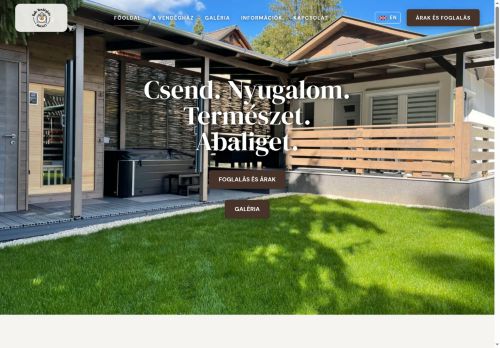 FŐOLDAL A VENDÉGHÁZ GALÉRIA INFORMÁCIÓK KAPCSOLAT EN ÁRAK ÉS FOGLALÁS
Csend. Nyugalom.
Természet.
Abaliget.
FOGLALÁS ÉS ÁRAK
GALÉRIA